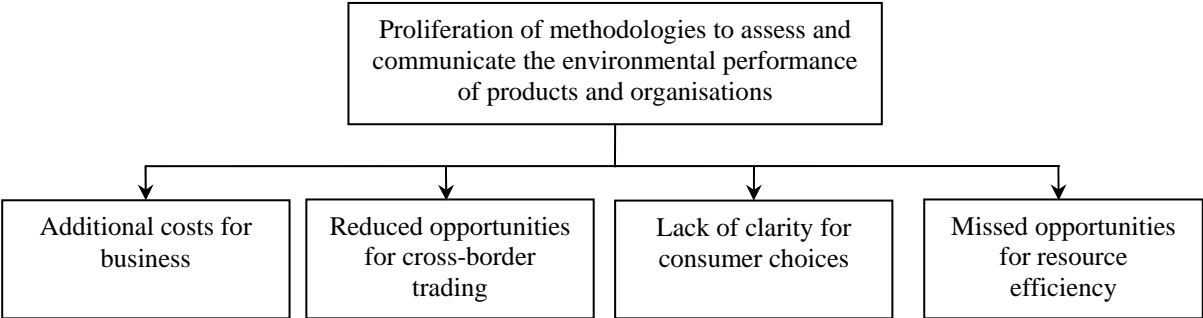 Proliferation of methodologies to assess and
communicate the environmental performance
of products and organisations
Additional costs for
business
Reduced opportunities
for cross-border
trading
Lack of clarity for
consumer choices
Missed opportunities
for resource
efficiency